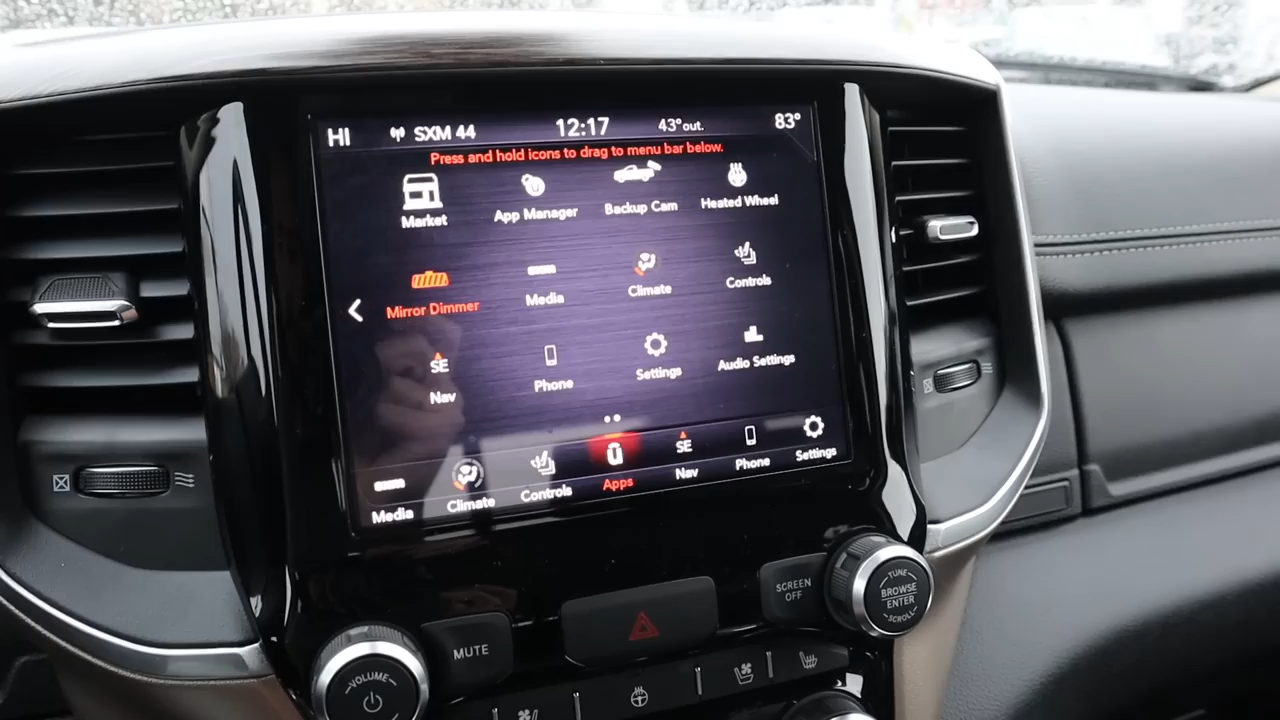 HI SXM 44 12:17 43° out. 83°
Press and hold icons to drag to menu bar below.
Market App Manager Backup Cam Heated Wheel
Mirror Dimmer Media Climate Controls
SE
Nav Phone Settings Audio Settings
SE
Media Climate Controls Apps Nav Phone Settings
SCREEN
OFF
TUNE
BROWSE
ENTER
SCROLL
MUTE
VOLUME